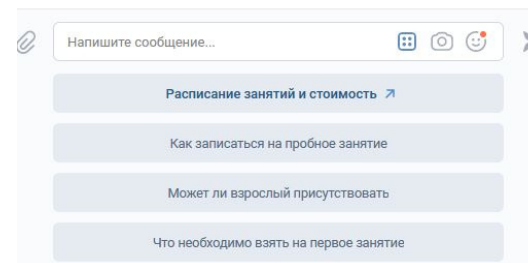 Напишите сообщение...
Расписание занятий и стоимость
Как записаться на пробное занятие
Может ли взрослый присутствовать
Что необходимо взять на первое занятие